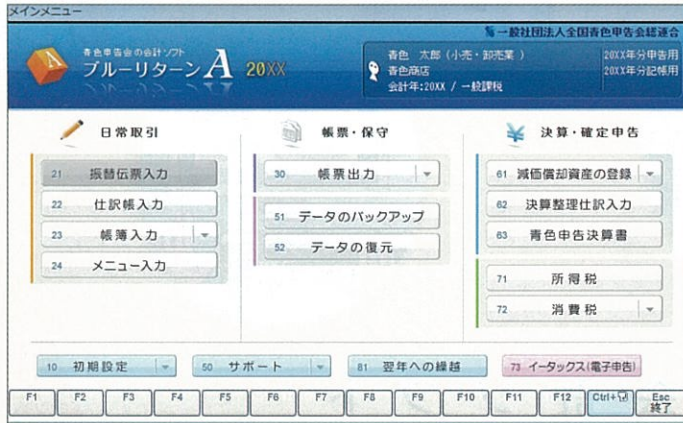 メインメニュー
一般社団法人全国青色申告会総連合
青色申告会の会計ソフト
ブルーリターンA 20XX
青色 太郎 (小売・卸売業 )
青色商店
会計年:20XX / 一般課税
20XX年分申告用
20XX年分記帳用
日常取引
21 振替伝票入力
22 仕訳帳入力
23 帳簿入力
24 メニュー入力
帳票・保守
30 帳票出力
51 データのバックアップ
52 データの復元
決算・確定申告
61 減価償却資産の登録
62 決算整理仕訳入力
63 青色申告決算書
71 所得税
72 消費税
10 初期設定
50 サポート
81 翌年への繰越
73 イータックス(電子申告)
F1 F2 F3 F4 F5 F6 F7 F8 F9 F10 F11 F12 Ctrl+ Esc
終了